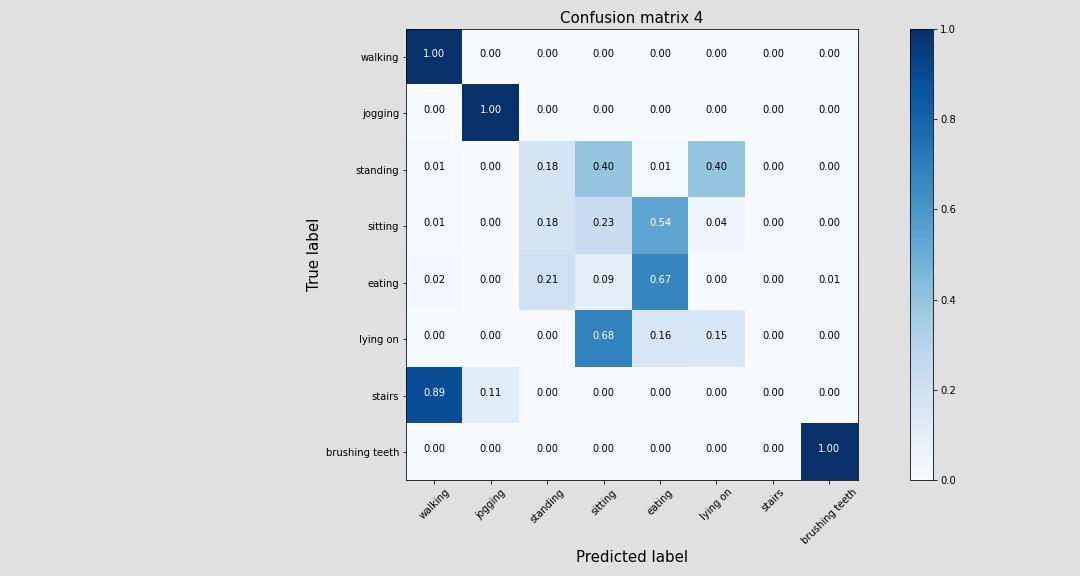 Confusion matrix 4
True label
walking 1.00 0.00 0.00 0.00 0.00 0.00 0.00 0.00
jogging 0.00 1.00 0.00 0.00 0.00 0.00 0.00 0.00
standing 0.01 0.00 0.18 0.40 0.01 0.40 0.00 0.00
sitting 0.01 0.00 0.18 0.23 0.54 0.04 0.00 0.00
eating 0.02 0.00 0.21 0.09 0.67 0.00 0.00 0.01
lying on 0.00 0.00 0.00 0.68 0.16 0.15 0.00 0.00
stairs 0.89 0.11 0.00 0.00 0.00 0.00 0.00 0.00
brushing teeth 0.00 0.00 0.00 0.00 0.00 0.00 0.00 1.00
walking jogging standing sitting eating lying on stairs brushing teeth
Predicted label
1.0
0.8
0.6
0.4
0.2
0.0